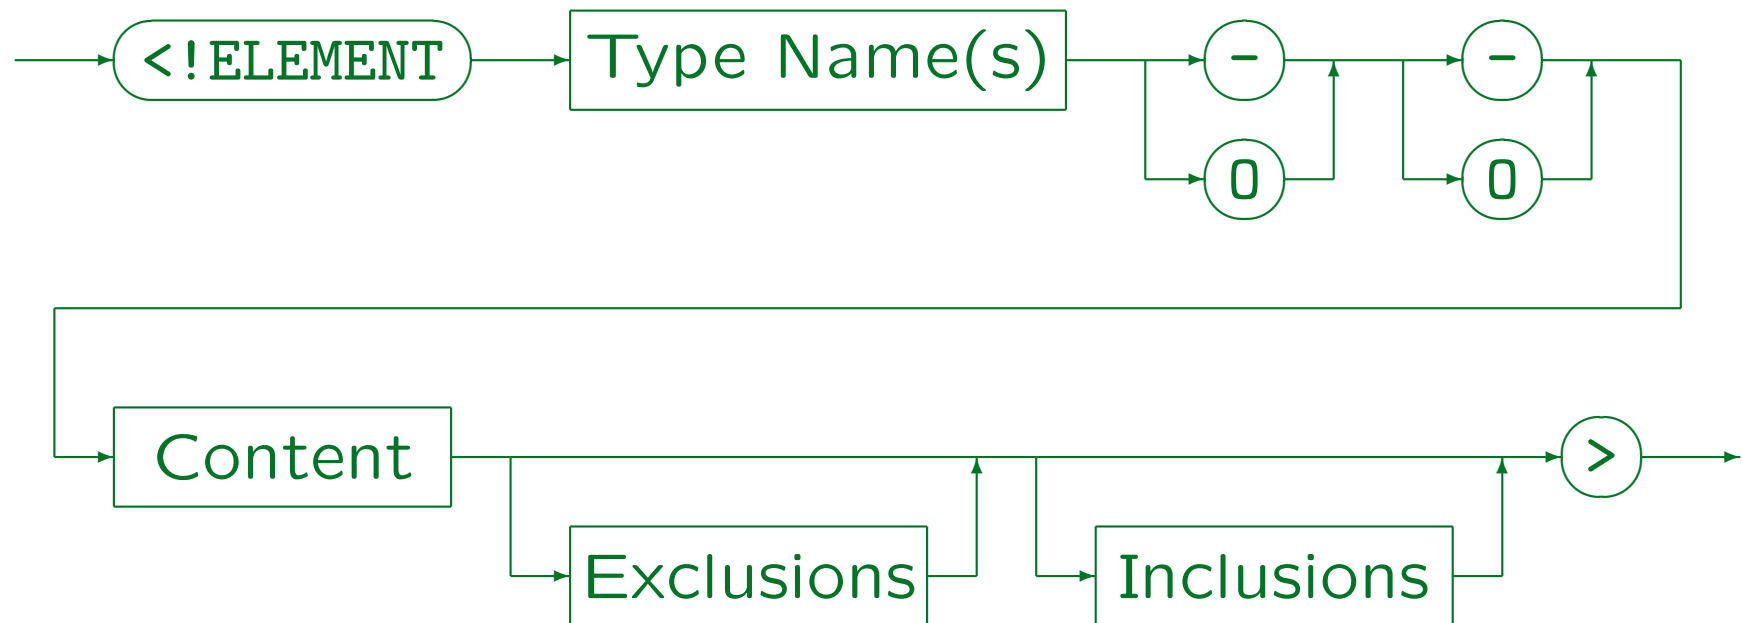 <!ELEMENT Type Name(s) - -
O O
Content >
Exclusions Inclusions